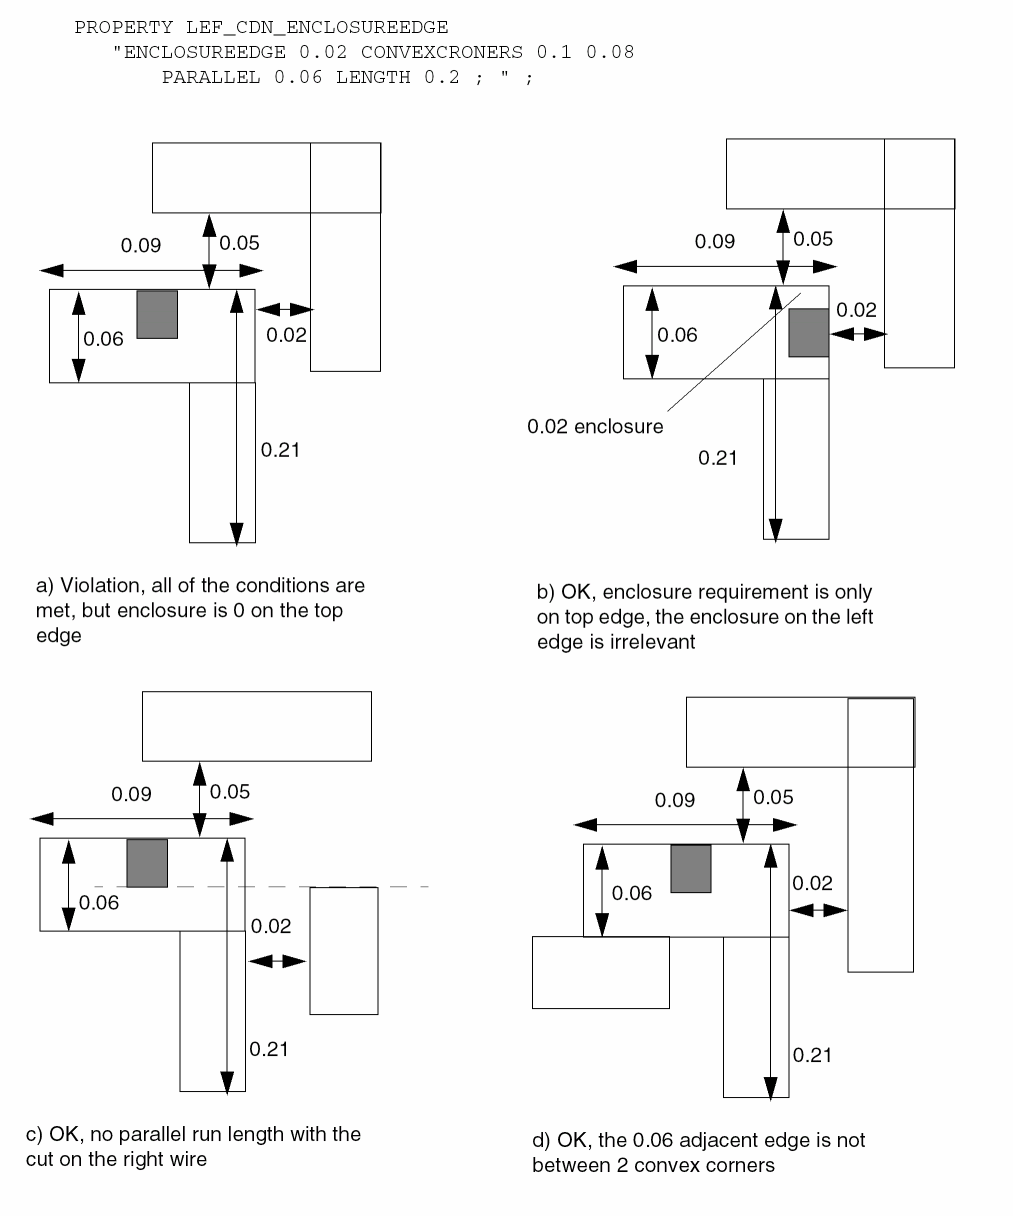 PROPERTY LEF_CDN_ENCLOSUREEDGE
"ENCLOSUREEDGE 0.02 CONVEXCRONERS 0.1 0.08
PARALLEL 0.06 LENGTH 0.2 ; " ;
0.09
0.05
0.06
0.02
0.21
a) Violation, all of the conditions are
met, but enclosure is 0 on the top
edge
0.09
0.05
0.02
0.06
0.02 enclosure
0.21
b) OK, enclosure requirement is only
on top edge, the enclosure on the left
edge is irrelevant
0.09
0.05
0.06
0.02
0.21
c) OK, no parallel run length with the
cut on the right wire
0.09
0.05
0.06
0.02
0.21
d) OK, the 0.06 adjacent edge is not
between 2 convex corners